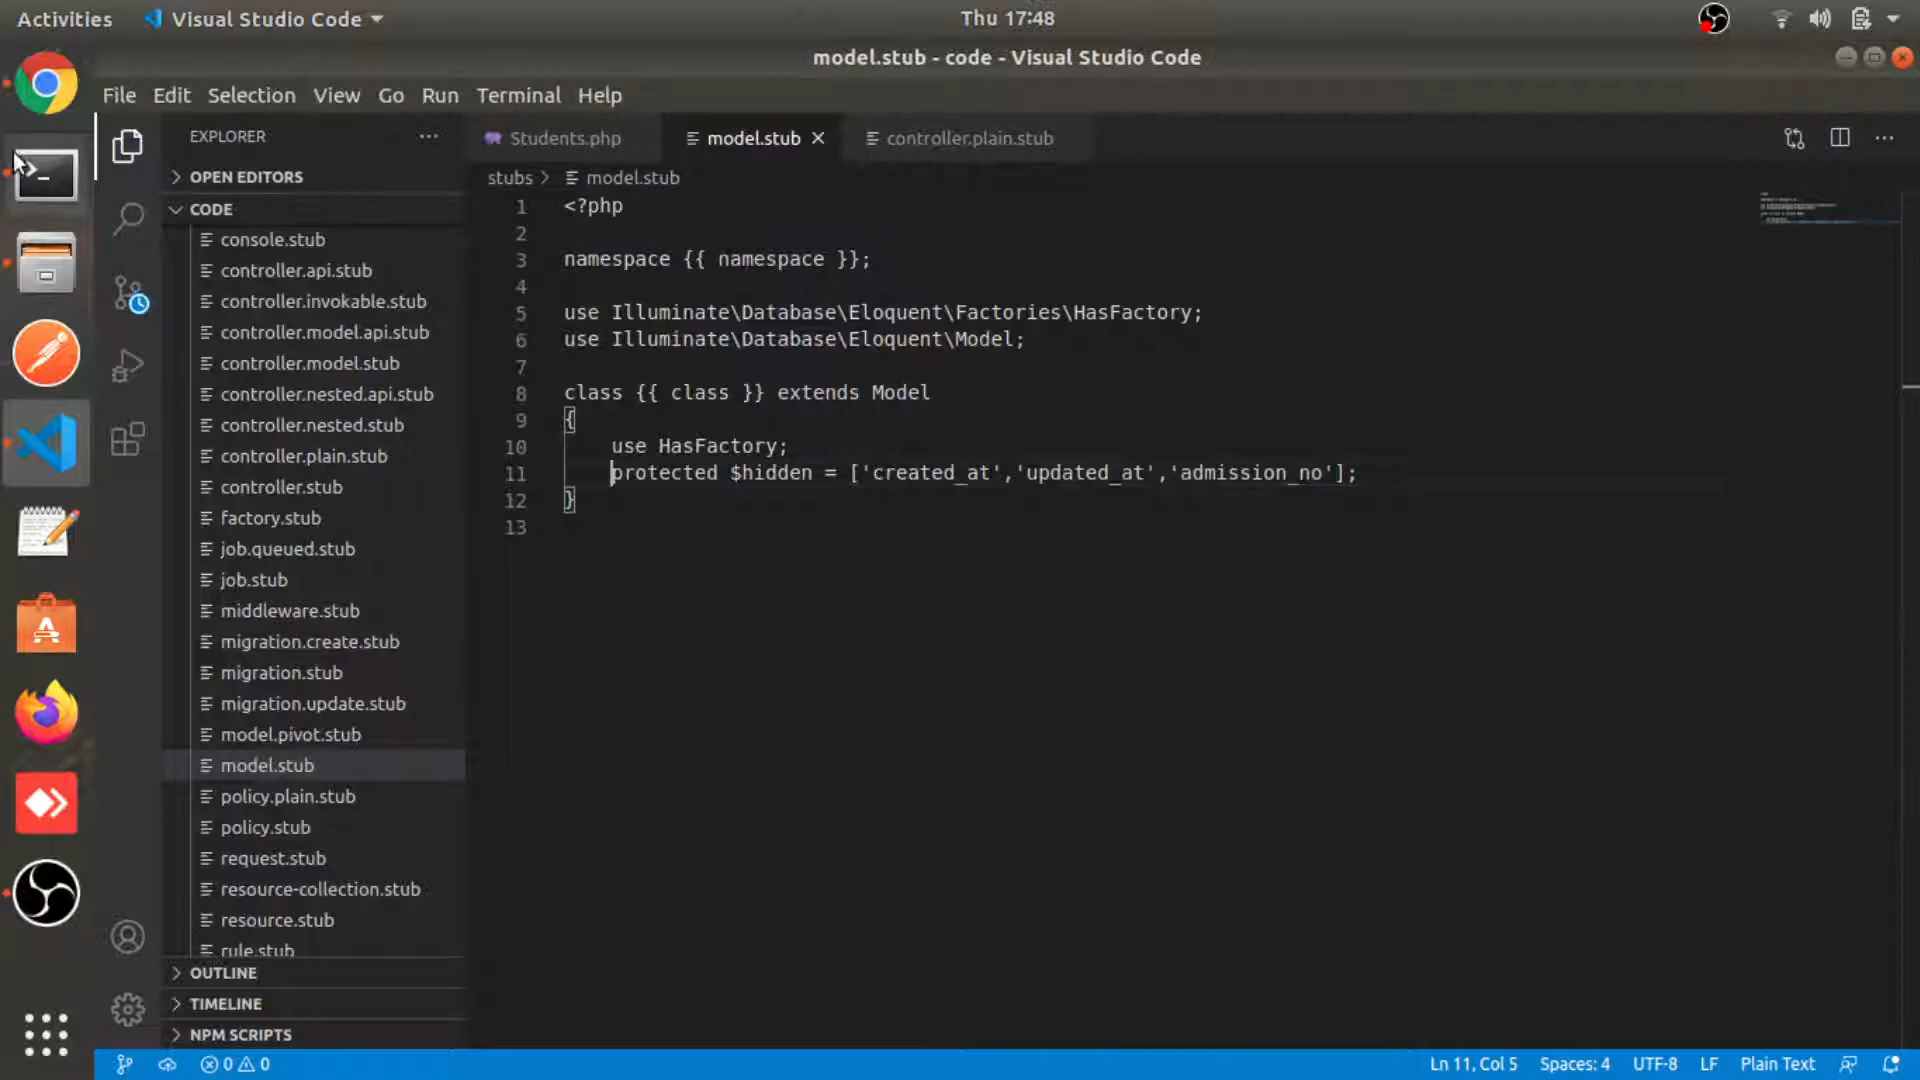 Activities
Visual Studio Code
Thu 17:48
model.stub - code - Visual Studio Code
File Edit Selection View Go Run Terminal Help
EXPLORER
Students.php
model.stub
controller.plain.stub
OPEN EDITORS
CODE
console.stub
controller.api.stub
controller.invokable.stub
controller.model.api.stub
controller.model.stub
controller.nested.api.stub
controller.nested.stub
controller.plain.stub
controller.stub
factory.stub
job.queued.stub
job.stub
middleware.stub
migration.create.stub
migration.stub
migration.update.stub
model.pivot.stub
model.stub
policy.plain.stub
policy.stub
request.stub
resource-collection.stub
resource.stub
rule.stub
OUTLINE
TIMELINE
NPM SCRIPTS
stubs > model.stub
1 <?php
2
3 namespace {{ namespace }};
4
5 use Illuminate\Database\Eloquent\Factories\HasFactory;
6 use Illuminate\Database\Eloquent\Model;
7
8 class {{ class }} extends Model
9 {
10 use HasFactory;
11 protected $hidden = ['created_at','updated_at','admission_no'];
12 }
13
0 0
Ln 11, Col 5
Spaces: 4
UTF-8
LF
Plain Text